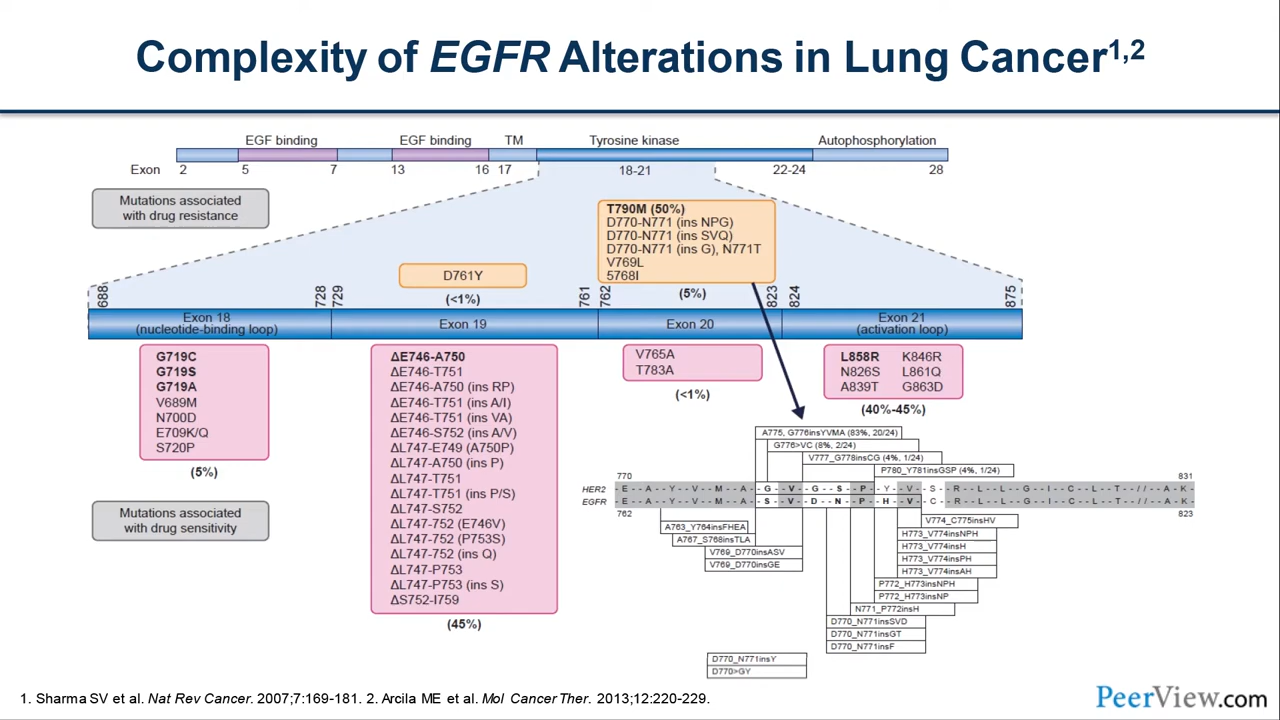 Complexity of EGFR Alterations in Lung Cancer1,2
EGF binding EGF binding TM Tyrosine kinase Autophosphorylation
Exon 2 5 7 13 16 17 18-21 22-24 28
Mutations associated
with drug resistance
T790M (50%)
D770-N771 (ins NPG)
D770-N771 (ins SVQ)
D770-N771 (ins G), N771T
V769L
5768I
(5%)
D761Y
(<1%)
688 728 729 761 762 823 824 875
Exon 18
(nucleotide-binding loop)
Exon 19
Exon 20
Exon 21
(activation loop)
G719C
G719S
G719A
V689M
N700D
E709K/Q
S720P
(5%)
Mutations associated
with drug sensitivity
ΔE746-A750
ΔE746-T751
ΔE746-A750 (ins RP)
ΔE746-T751 (ins A/I)
ΔE746-T751 (ins VA)
ΔE746-S752 (ins A/V)
ΔL747-E749 (A750P)
ΔL747-A750 (ins P)
ΔL747-T751
ΔL747-T751 (ins P/S)
ΔL747-S752
ΔL747-752 (E746V)
ΔL747-752 (P753S)
ΔL747-752 (ins Q)
ΔL747-P753
ΔL747-P753 (ins S)
ΔS752-I759
(45%)
V765A
T783A
(<1%)
L858R K846R
N826S L861Q
A839T G863D
(40%-45%)
A775, G776insYVMA (83%, 20/24)
G776>VC (8%, 2/24)
V777_G778insCG (4%, 1/24)
P780_Y781insGSP (4%, 1/24)
770 831
HER2 - E - - A - - Y - - V - - M - - A - - G - - V - - G - - S - - P - - Y - - V - - S - - R - - L - - L - - G - - I - - C - - L - - T - - // - - A - - K -
EGFR - E - - A - - Y - - V - - M - - A - - S - - V - - D - - N - - P - - H - - V - - C - - R - - L - - L - - G - - I - - C - - L - - T - - // - - A - - K -
762 823
A763_Y764insFHEA
A767_S768insTLA
V769_D770insASV
V769_D770insGE
V774_C775insHV
H773_V774insNPH
H773_V774insH
H773_V774insPH
H773_V774insAH
P772_H773insNPH
P772_H773insNP
N771_P772insH
D770_N771insSVD
D770_N771insGT
D770_N771insF
D770_N771insY
D770>GY
1. Sharma SV et al. Nat Rev Cancer. 2007;7:169-181. 2. Arcila ME et al. Mol Cancer Ther. 2013;12:220-229.
PeerView.com